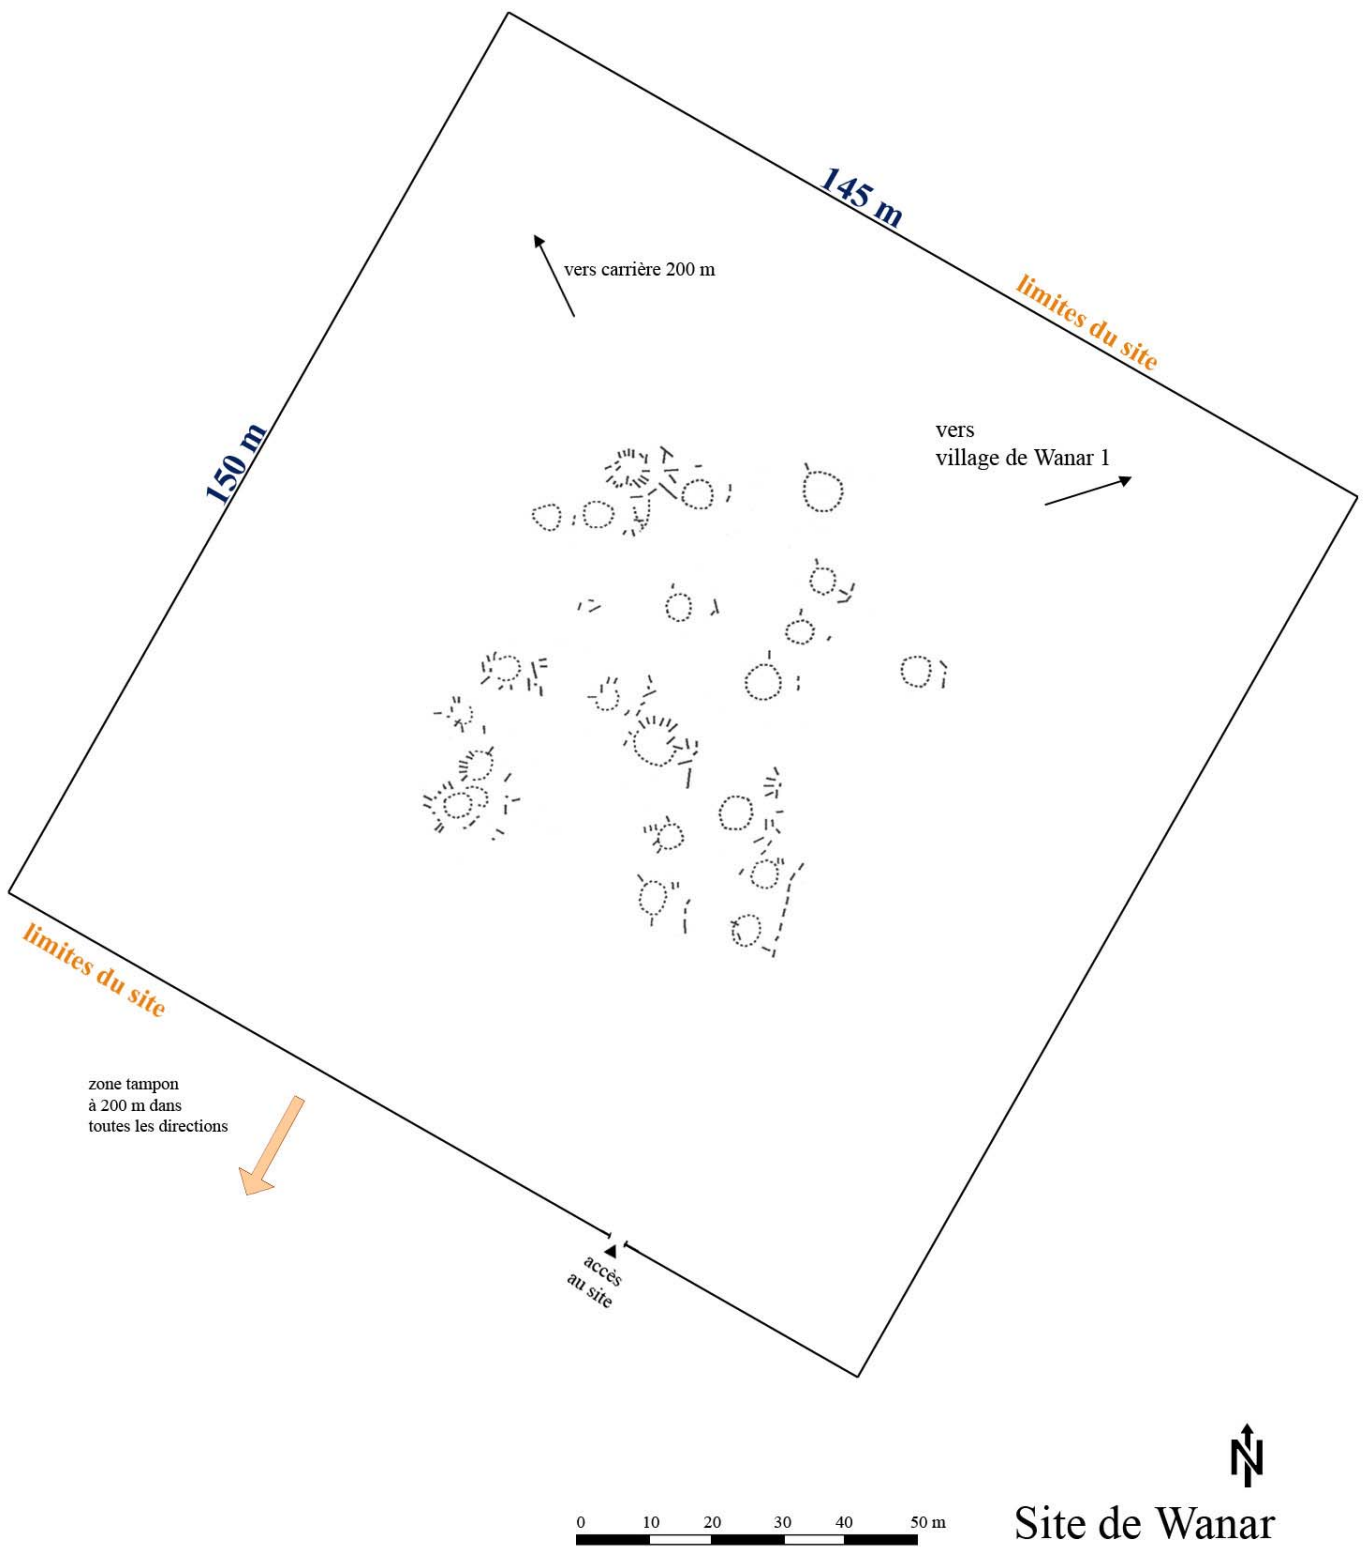 145 m
vers carrière 200 m
limites du site
vers
village de Wanar 1
150 m
limites du site
zone tampon
à 200 m dans
toutes les directions
accès
au site
N
0 10 20 30 40 50 m
Site de Wanar